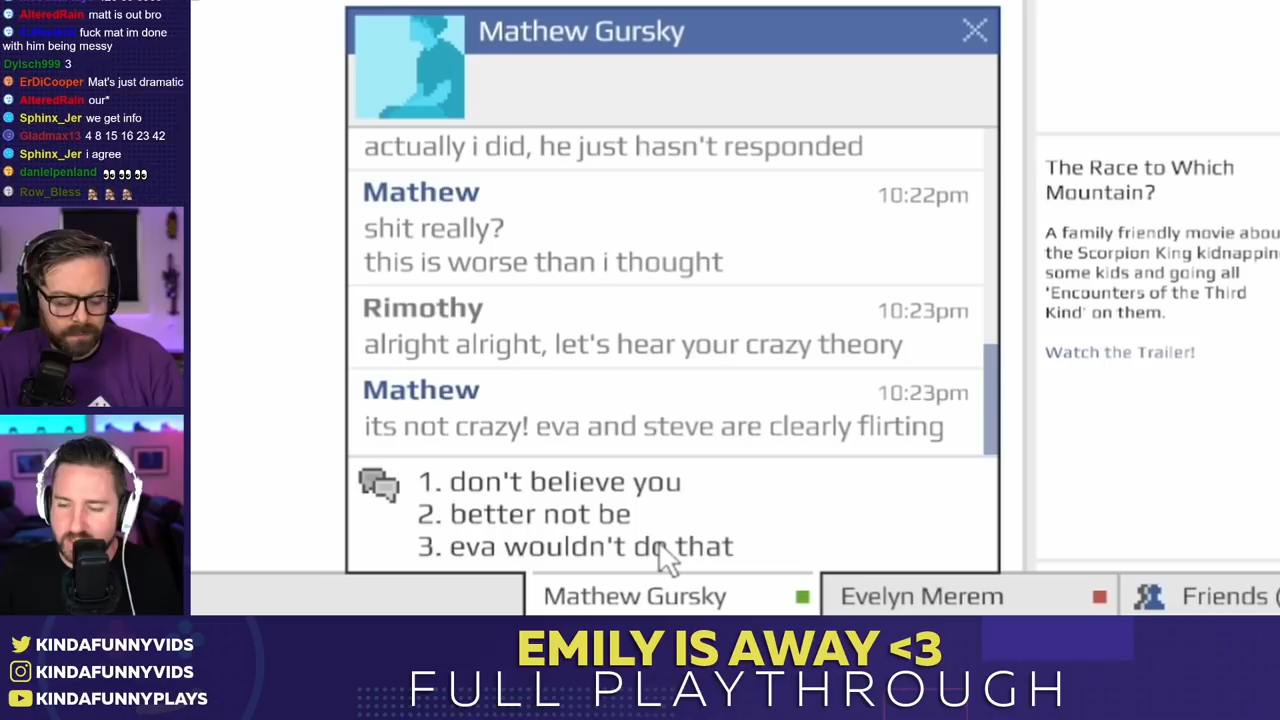 AlteredRain matt is out bro
fuck mat im done
with him being messy
Dylsch999 3
ErDiCooper Mat's just dramatic
AlteredRain our*
Sphinx_Jer we get info
Gladmax13 4 8 15 16 23 42
Sphinx_Jer i agree
danielpenland
Row_Bless
Mathew Gursky
actually i did, he just hasn't responded
Mathew 10:22pm
shit really?
this is worse than i thought
Rimothy 10:23pm
alright alright, let's hear your crazy theory
Mathew 10:23pm
its not crazy! eva and steve are clearly flirting
1. don't believe you
2. better not be
3. eva wouldn't do that
Mathew Gursky
Evelyn Merem
Friends (
The Race to Which
Mountain?
A family friendly movie abou
the Scorpion King kidnappin
some kids and going all
'Encounters of the Third
Kind' on them.
Watch the Trailer!
KINDAFUNNYVIDS
KINDAFUNNYVIDS
KINDAFUNNYPLAYS
EMILY IS AWAY <3
FULL PLAYTHROUGH